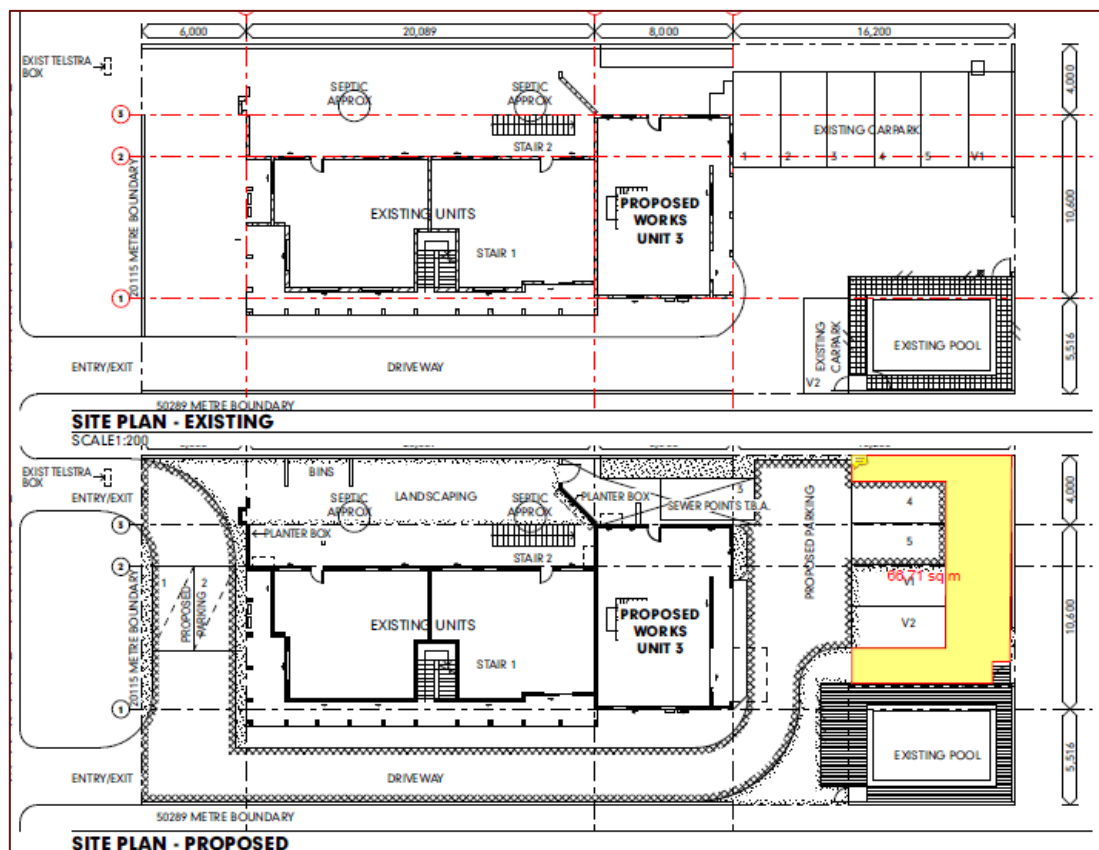 6,000
20,089
8,000
16,200
EXIST TELSTRA
BOX
SEPTIC
APPROX
SEPTIC
APPROX
4,000
3
EXISTING CARPARK
STAIR 2
2
1
2
3
4
5
V1
20115 METRE BOUNDARY
EXISTING UNITS
PROPOSED
WORKS
UNIT 3
10,600
STAIR 1
1
EXISTING
CARPARK
EXISTING POOL
5,516
ENTRY/EXIT
DRIVEWAY
V2
50289 METRE BOUNDARY
SITE PLAN - EXISTING
SCALE1:200
EXIST TELSTRA
BOX
BINS
ENTRY/EXIT
SEPTIC
APPROX
LANDSCAPING
SEPTIC
APPROX
PLANTER BOX
3
SEWER POINTS T.B.A.
PROPOSED PARKING
4
4,000
3
PLANTER BOX
5
STAIR 2
2
66.71 sq m
V1
1
2
PROPOSED
PARKING
20115 METRE BOUNDARY
EXISTING UNITS
PROPOSED
WORKS
UNIT 3
V2
10,600
STAIR 1
1
EXISTING POOL
5,516
ENTRY/EXIT
DRIVEWAY
50289 METRE BOUNDARY
SITE PLAN - PROPOSED